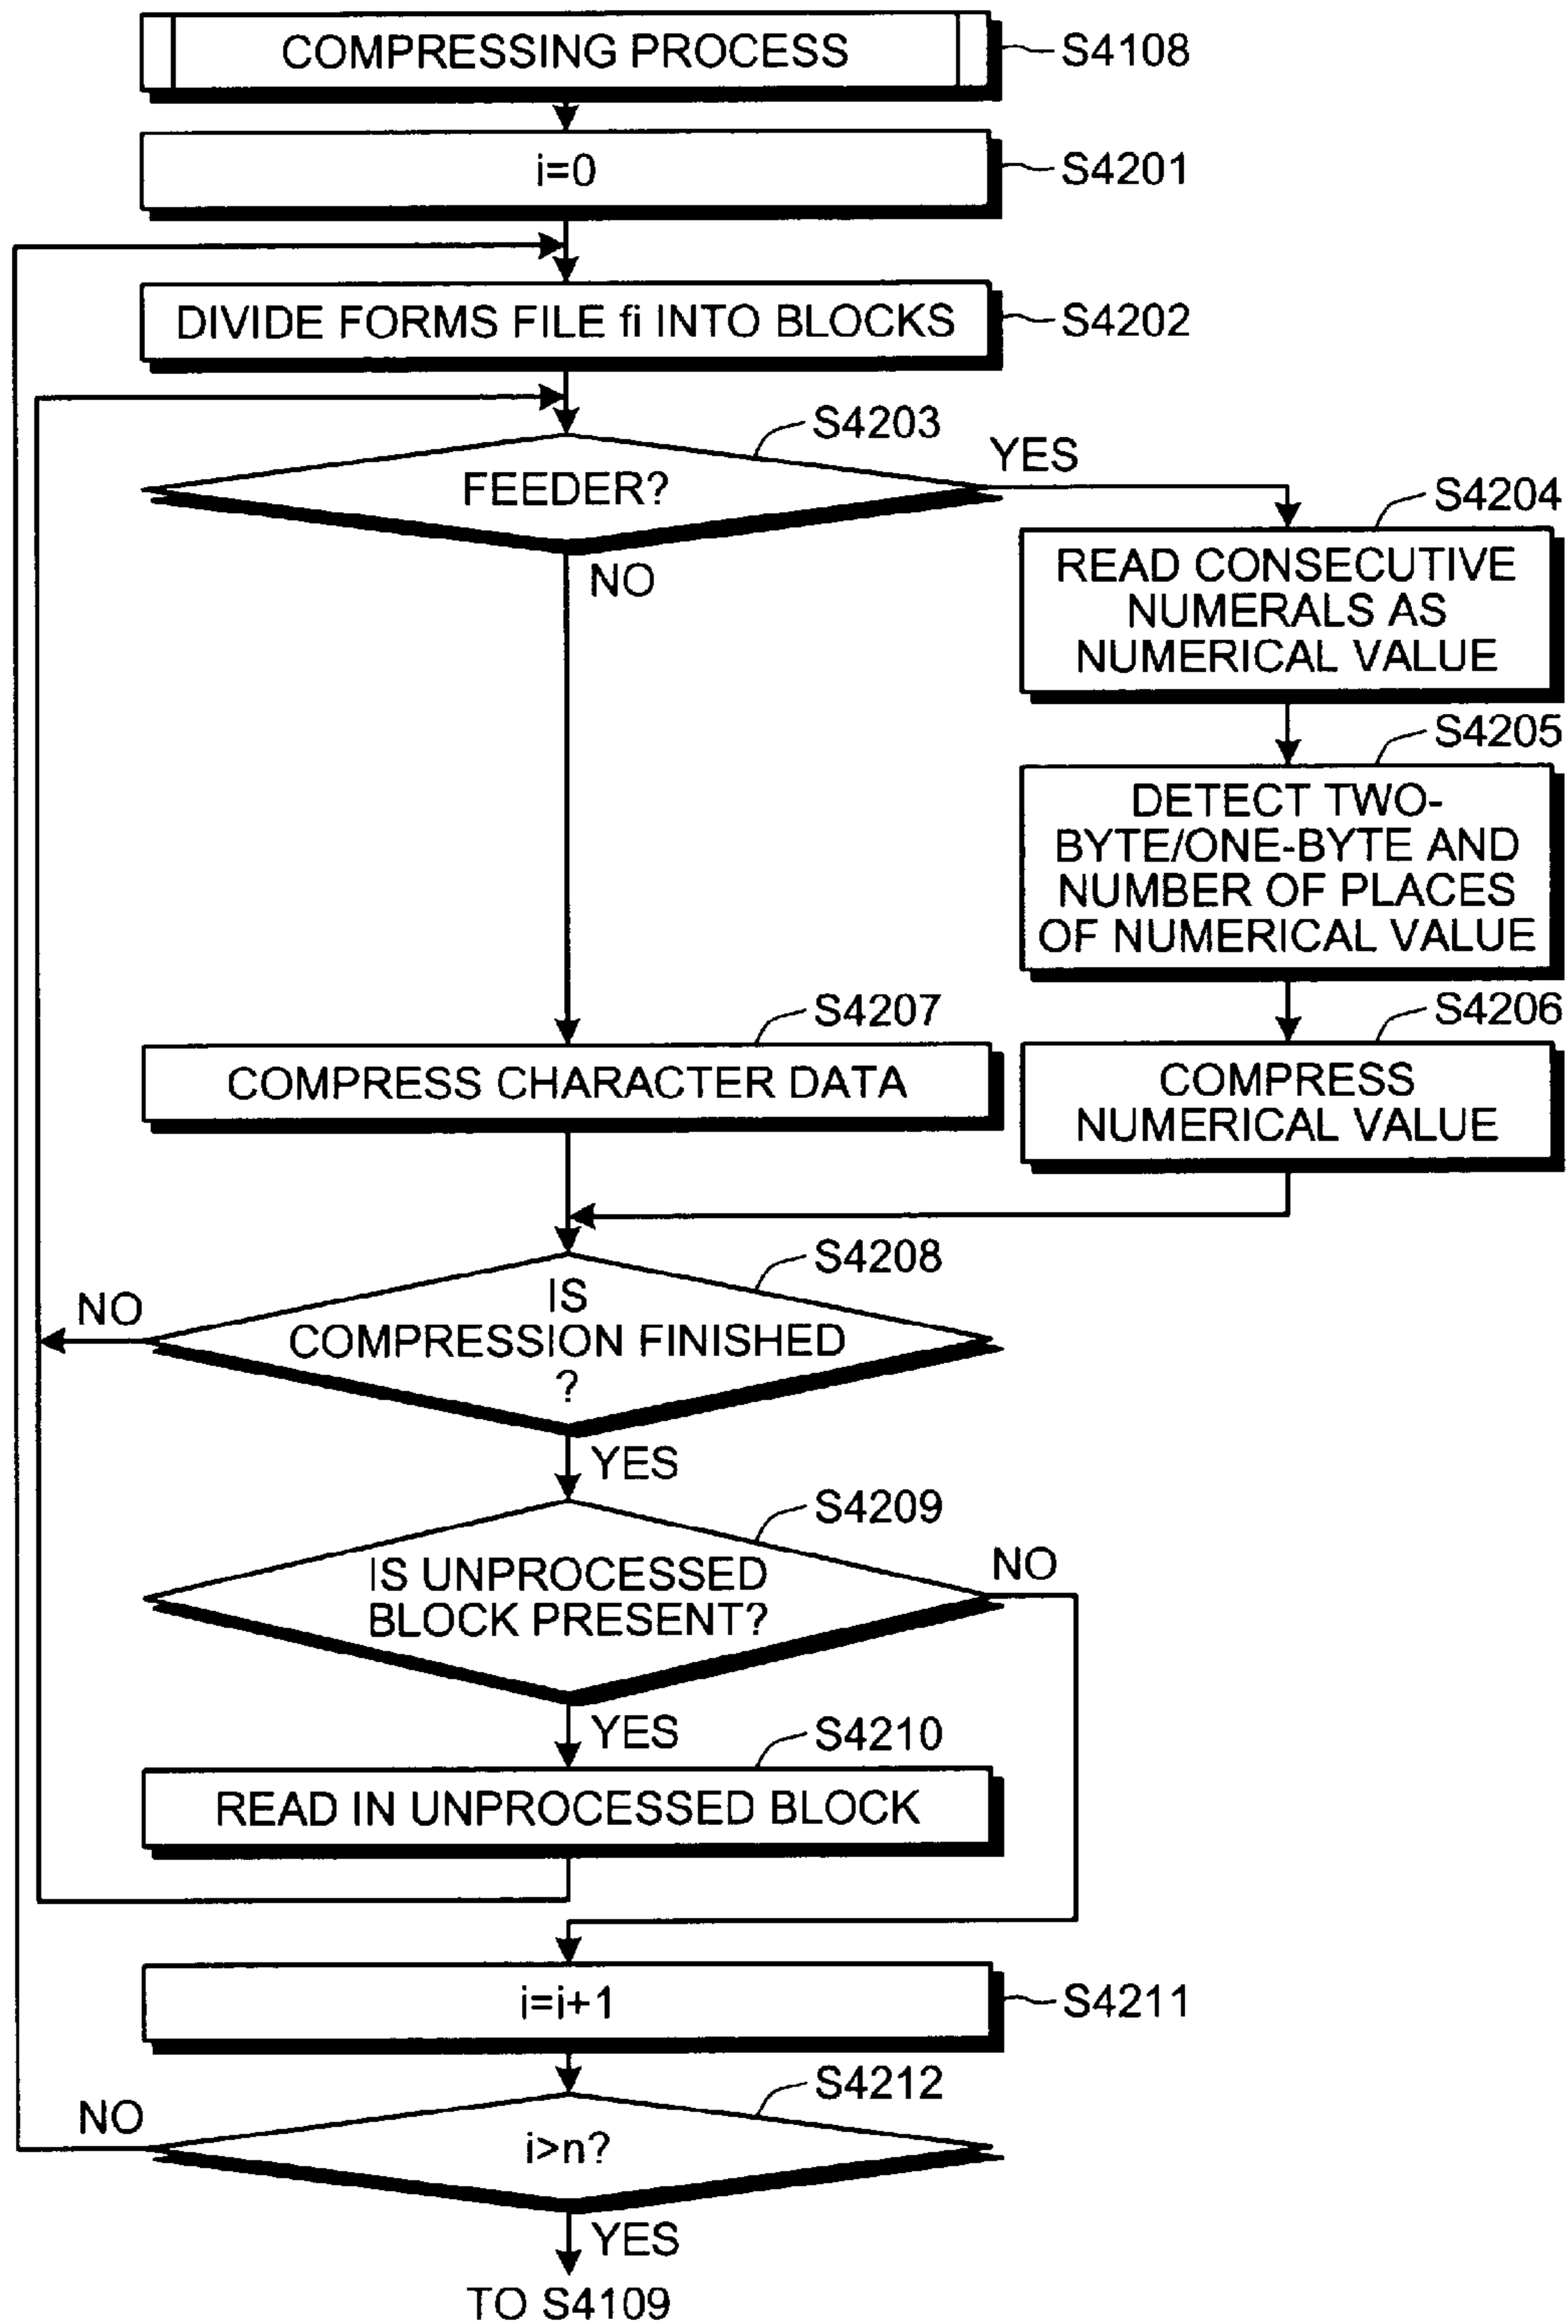 COMPRESSING PROCESS
S4108
i=0
S4201
DIVIDE FORMS FILE fi INTO BLOCKS
S4202
S4203
FEEDER?
YES
NO
S4204
READ CONSECUTIVE
NUMERALS AS
NUMERICAL VALUE
S4205
DETECT TWO-
BYTE/ONE-BYTE AND
NUMBER OF PLACES
OF NUMERICAL VALUE
S4206
COMPRESS
NUMERICAL VALUE
S4207
COMPRESS CHARACTER DATA
S4208
IS
COMPRESSION FINISHED
?
NO
YES
S4209
IS UNPROCESSED
BLOCK PRESENT?
NO
YES
S4210
READ IN UNPROCESSED BLOCK
i=i+1
S4211
S4212
i>n?
NO
YES
TO S4109